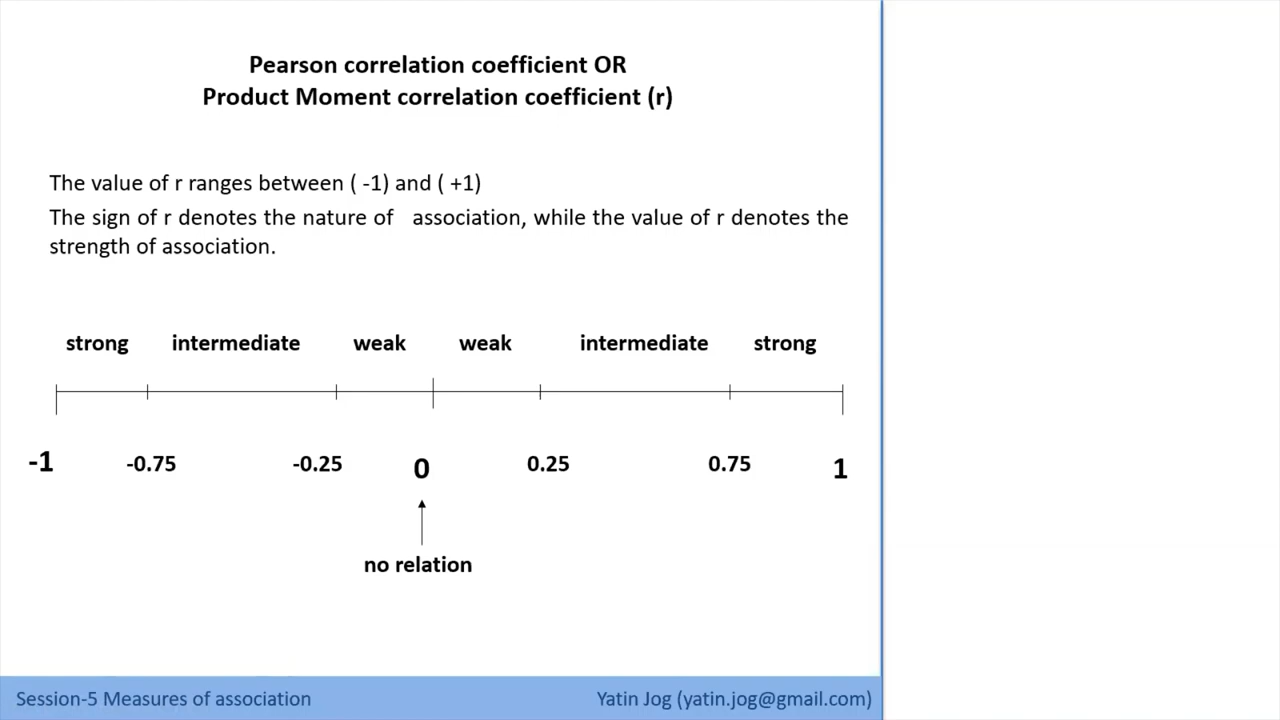 Pearson correlation coefficient OR
Product Moment correlation coefficient (r)
The value of r ranges between ( -1) and ( +1)
The sign of r denotes the nature of association, while the value of r denotes the
strength of association.
strong intermediate weak weak intermediate strong
-1 -0.75 -0.25 0 0.25 0.75 1
no relation
Session-5 Measures of association Yatin Jog (yatin.jog@gmail.com)